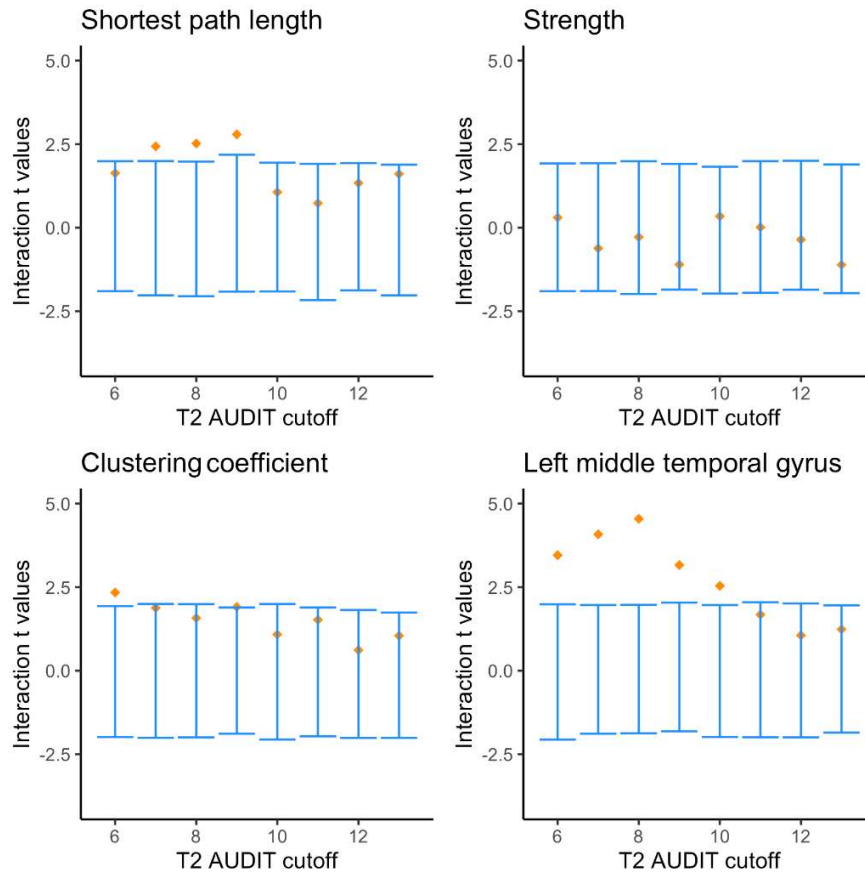 Shortest path length
Strength
5.0
2.5
0.0
-2.5
Interaction t values
6 8 10 12
T2 AUDIT cutoff
5.0
2.5
0.0
-2.5
Interaction t values
6 8 10 12
T2 AUDIT cutoff
Clustering coefficient
Left middle temporal gyrus
5.0
2.5
0.0
-2.5
Interaction t values
6 8 10 12
T2 AUDIT cutoff
5.0
2.5
0.0
-2.5
Interaction t values
6 8 10 12
T2 AUDIT cutoff